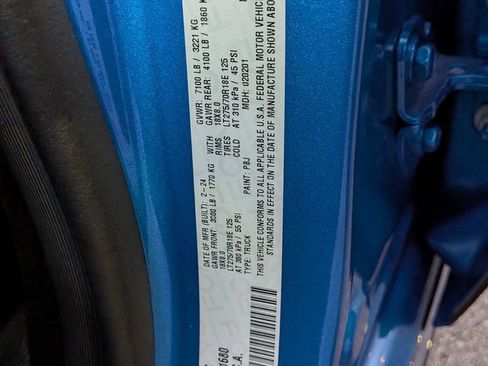 DATE OF MFR (BUILT): 2-24 GVWR: 7100 LB / 3221 KG
GAWR FRONT: LB / 1770 KG WITH GAWR REAR: 4100 LB / 1860 KG
18X8.0 RIMS 18X8.0
LT275/70R18E 125 TIRES LT275/70R18E 125
AT 380 kPa / 55 PSI COLD AT 310 kPa / 45 PSI
TYPE: TRUCK PAINT: PBJ MDH: 020201
THIS VEHICLE CONFORMS TO ALL APPLICABLE U.S.A. FEDERAL MOTOR VEHIC
STANDARDS IN EFFECT ON THE DATE OF MANUFACTURE SHOWN ABO
1680
.A.